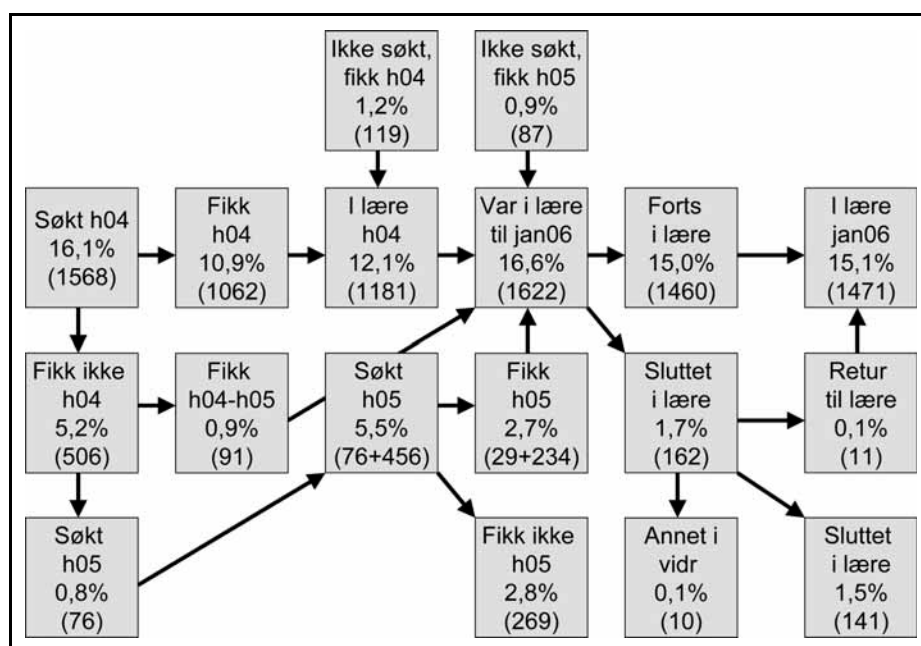 Ikke søkt,
fikk h04
1,2%
(119)
Ikke søkt,
fikk h05
0,9%
(87)
Søkt h04
16,1%
(1568)
Fikk
h04
10,9%
(1062)
I lære
h04
12,1%
(1181)
Var i lære
til jan06
16,6%
(1622)
Forts
i lære
15,0%
(1460)
I lære
jan06
15,1%
(1471)
Fikk ikke
h04
5,2%
(506)
Fikk
h04-h05
0,9%
(91)
Søkt
h05
5,5%
(76+456)
Fikk
h05
2,7%
(29+234)
Sluttet
i lære
1,7%
(162)
Retur
til lære
0,1%
(11)
Søkt
h05
0,8%
(76)
Fikk ikke
h05
2,8%
(269)
Annet i
vidr
0,1%
(10)
Sluttet
i lære
1,5%
(141)